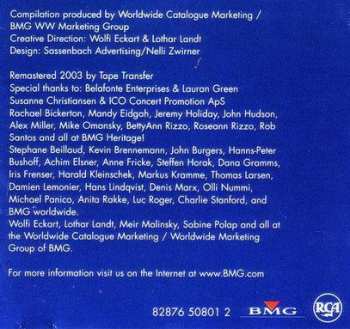 Compilation produced by Worldwide Catalogue Marketing /
BMG WW Marketing Group
Creative Direction: Wolfi Eckart & Lothar Landt
Design: Sassenbach Advertising/Nelli Zwirner
Remastered 2003 by Tape Transfer
Special thanks to: Belafonte Enterprises & Lauran Green
Susanne Christiansen & ICO Concert Promotion ApS
Rachael Bickerton, Mandy Eidgah, Jeremy Holiday, John Hudson,
Alex Miller, Mike Omansky, BettyAnn Rizzo, Roseann Rizzo, Rob
Santos and all at BMG Heritage!
Stephane Beillaud, Kevin Brennemann, John Burgers, Hanns-Peter
Bushoff, Achim Elsner, Anne Fricke, Steffen Horak, Dana Gramms,
Iris Frenser, Harald Kleinschek, Markus Kramme, Thomas Larsen,
Damien Lemonier, Hans Lindqvist, Denis Marx, Olli Nummi,
Michael Panico, Anita Rakke, Luc Roger, Charlie Stanford, and
BMG worldwide.
Wolfi Eckart, Lothar Landt, Meir Malinsky, Sabine Polap and all at
the Worldwide Catalogue Marketing / Worldwide Marketing
Group of BMG.
For more information visit us on the Internet at www.BMG.com
82876 50801 2 BMG RCA